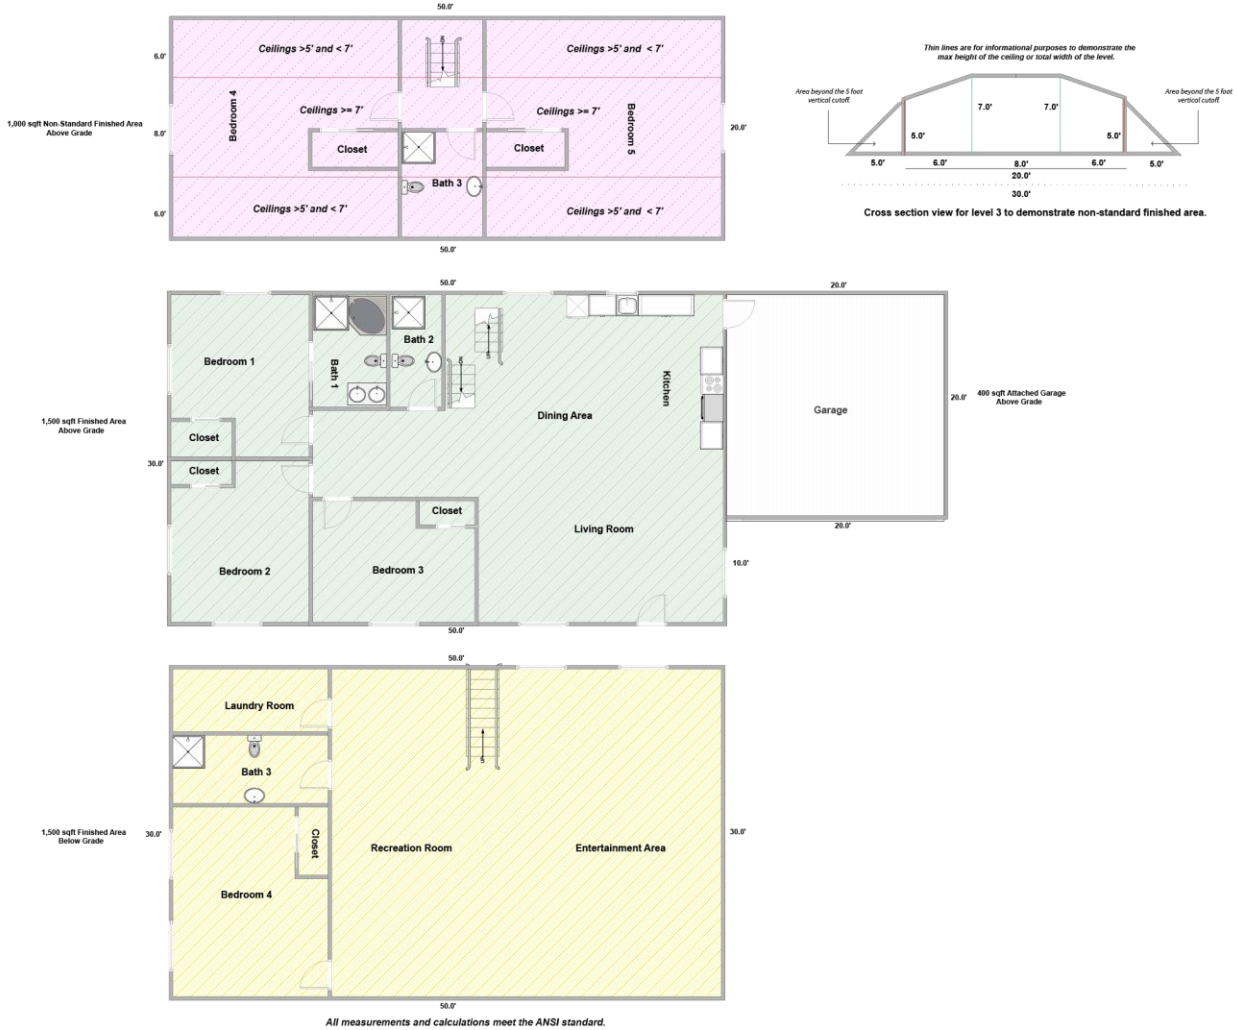 50.0'
Ceilings >5' and < 7'
Ceilings >5' and < 7'
S
6.0'
Bedroom 4
Ceilings >= 7'
Ceilings >= 7'
Bedroom 5
1,000 sqft Non-Standard Finished Area
Above Grade
8.0'
20.0'
Closet
Closet
Bath 3
6.0'
Ceilings >5' and < 7'
Ceilings >5' and < 7'
50.0'
Thin lines are for informational purposes to demonstrate the
max height of the ceiling or total width of the level.
Area beyond the 5 foot
vertical cutoff.
Area beyond the 5 foot
vertical cutoff.
7.0'
7.0'
5.0'
5.0'
5.0'
6.0'
8.0'
6.0'
5.0'
20.0'
30.0'
Cross section view for level 3 to demonstrate non-standard finished area.
50.0'
20.0'
Bedroom 1
Bath 1
Bath 2
S
S
Kitchen
Dining Area
Garage
20.0'
400 sqft Attached Garage
Above Grade
1,500 sqft Finished Area
Above Grade
Closet
30.0'
Closet
Closet
Living Room
20.0'
Bedroom 2
Bedroom 3
10.0'
50.0'
50.0'
Laundry Room
S
Bath 3
1,500 sqft Finished Area
Below Grade
30.0'
Closet
Recreation Room
Entertainment Area
30.0'
Bedroom 4
50.0'
All measurements and calculations meet the ANSI standard.